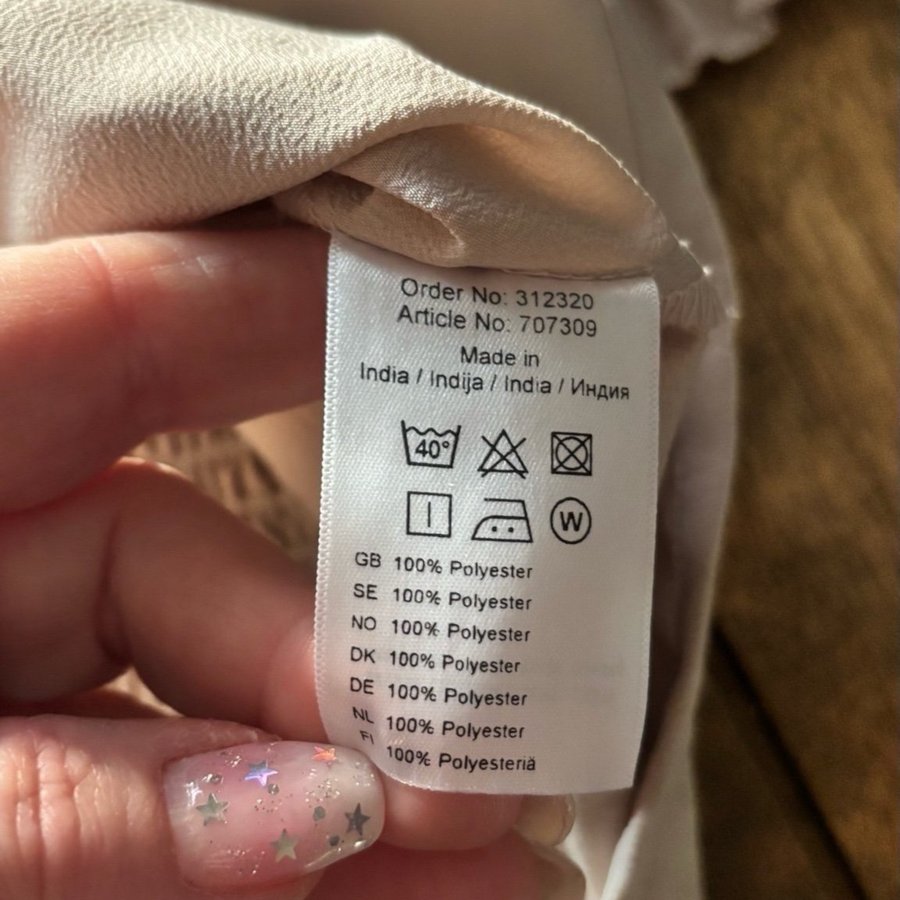 Order No: 312320
Article No: 707309
Made in
India / Indija / India / Индия
40°
W
GB 100% Polyester
SE 100% Polyester
NO 100% Polyester
DK 100% Polyester
DE 100% Polyester
NL 100% Polyester
FI 100% Polyesteriä